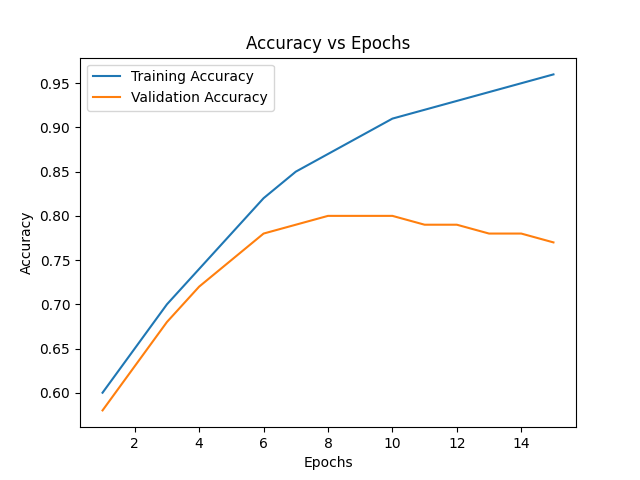 Accuracy vs Epochs
Training Accuracy
Validation Accuracy
0.95
0.90
0.85
0.80
0.75
0.70
0.65
0.60
Accuracy
2 4 6 8 10 12 14
Epochs